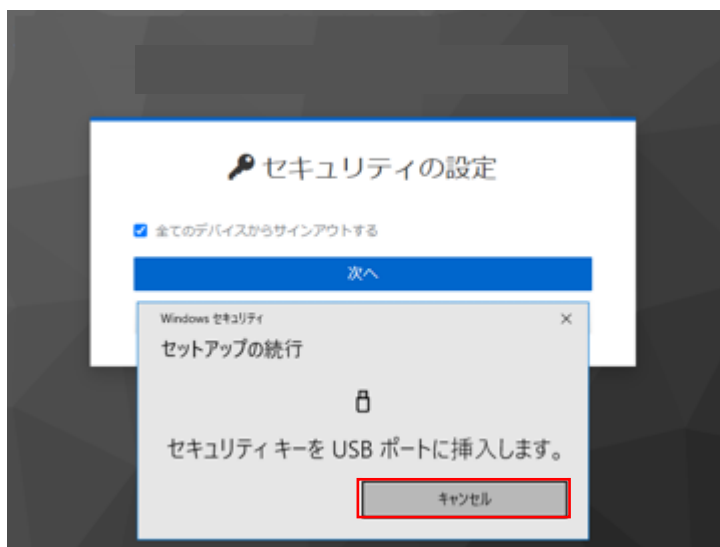 セキュリティの設定
全てのデバイスからサインアウトする
次へ
Windows セキュリティ
セットアップの続行
セキュリティ キーを USB ポートに挿入します。
キャンセル